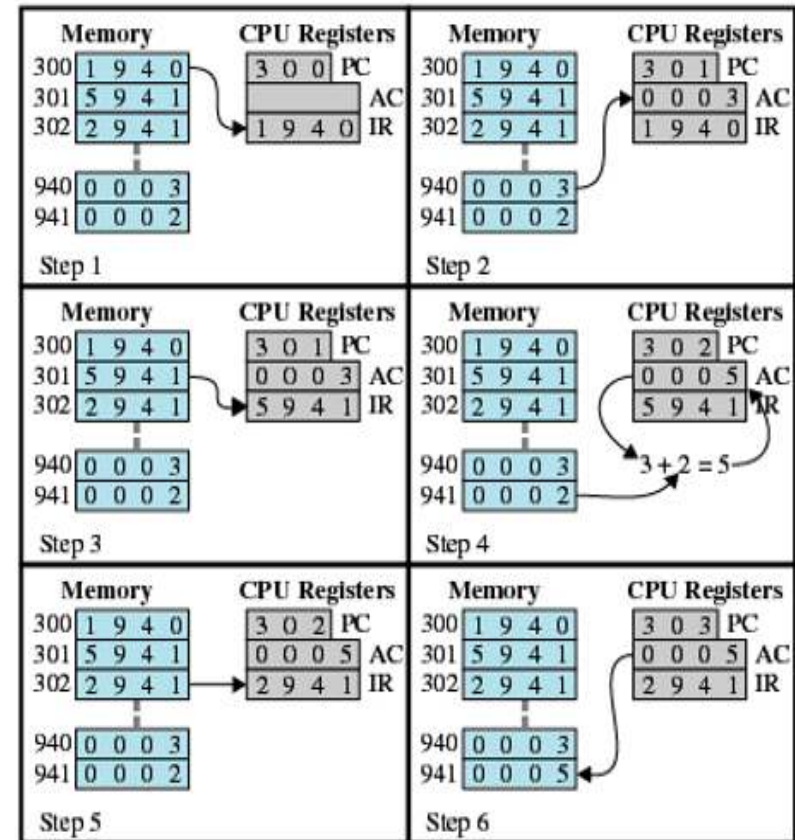 Memory CPU Registers
300 1 9 4 0 3 0 0 PC
301 5 9 4 1 AC
302 2 9 4 1 1 9 4 0 IR
940 0 0 0 3
941 0 0 0 2
Step 1
Memory CPU Registers
300 1 9 4 0 3 0 1 PC
301 5 9 4 1 0 0 0 3 AC
302 2 9 4 1 1 9 4 0 IR
940 0 0 0 3
941 0 0 0 2
Step 2
Memory CPU Registers
300 1 9 4 0 3 0 1 PC
301 5 9 4 1 0 0 0 3 AC
302 2 9 4 1 5 9 4 1 IR
940 0 0 0 3
941 0 0 0 2
Step 3
Memory CPU Registers
300 1 9 4 0 3 0 2 PC
301 5 9 4 1 0 0 0 5 AC
302 2 9 4 1 5 9 4 1 IR
940 0 0 0 3 3 + 2 = 5
941 0 0 0 2
Step 4
Memory CPU Registers
300 1 9 4 0 3 0 2 PC
301 5 9 4 1 0 0 0 5 AC
302 2 9 4 1 2 9 4 1 IR
940 0 0 0 3
941 0 0 0 2
Step 5
Memory CPU Registers
300 1 9 4 0 3 0 3 PC
301 5 9 4 1 0 0 0 5 AC
302 2 9 4 1 2 9 4 1 IR
940 0 0 0 3
941 0 0 0 5
Step 6